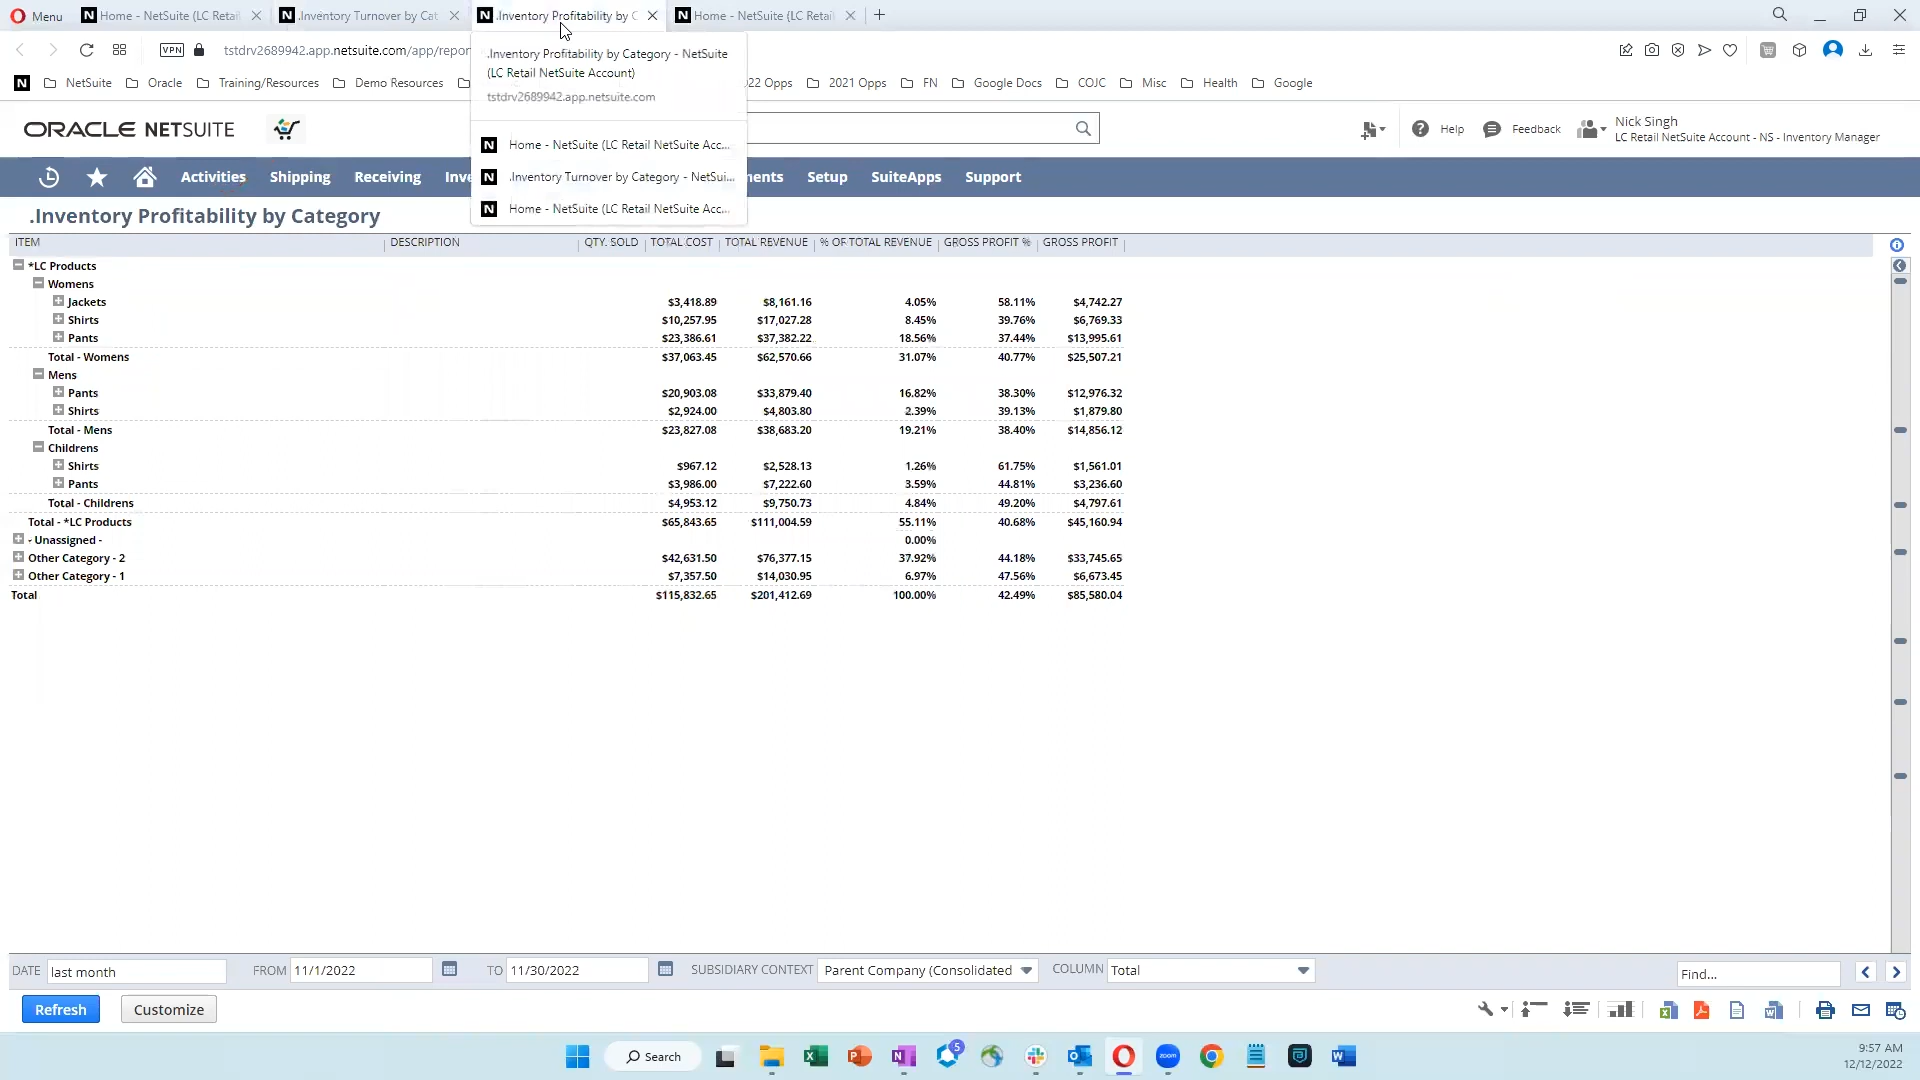 Menu Home - NetSuite (LC Retail .Inventory Turnover by Cat .Inventory Profitability by C Home - NetSuite (LC Retail
VPN tstdrv2689942.app.netsuite.com/app/repor
.Inventory Profitability by Category - NetSuite
(LC Retail NetSuite Account)
tstdrv2689942.app.netsuite.com
Home - NetSuite (LC Retail NetSuite Acc...
.Inventory Turnover by Category - NetSui...
Home - NetSuite (LC Retail NetSuite Acc...
NetSuite Oracle Training/Resources Demo Resources 022 Opps 2021 Opps FN Google Docs COJC Misc Health Google
ORACLE NETSUITE Help Feedback Nick Singh
LC Retail NetSuite Account - NS - Inventory Manager
Activities Shipping Receiving Inve ments Setup SuiteApps Support
.Inventory Profitability by Category
ITEM DESCRIPTION QTY. SOLD TOTAL COST TOTAL REVENUE % OF TOTAL REVENUE GROSS PROFIT % GROSS PROFIT
*LC Products
Womens
Jackets $3,418.89 $8,161.16 4.05% 58.11% $4,742.27
Shirts $10,257.95 $17,027.28 8.45% 39.76% $6,769.33
Pants $23,386.61 $37,382.22 18.56% 37.44% $13,995.61
Total - Womens $37,063.45 $62,570.66 31.07% 40.77% $25,507.21
Mens
Pants $20,903.08 $33,879.40 16.82% 38.30% $12,976.32
Shirts $2,924.00 $4,803.80 2.39% 39.13% $1,879.80
Total - Mens $23,827.08 $38,683.20 19.21% 38.40% $14,856.12
Childrens
Shirts $967.12 $2,528.13 1.26% 61.75% $1,561.01
Pants $3,986.00 $7,222.60 3.59% 44.81% $3,236.60
Total - Childrens $4,953.12 $9,750.73 4.84% 49.20% $4,797.61
Total - *LC Products $65,843.65 $111,004.59 55.11% 40.68% $45,160.94
- Unassigned - 0.00%
Other Category - 2 $42,631.50 $76,377.15 37.92% 44.18% $33,745.65
Other Category - 1 $7,357.50 $14,030.95 6.97% 47.56% $6,673.45
Total $115,832.65 $201,412.69 100.00% 42.49% $85,580.04
DATE last month FROM 11/1/2022 TO 11/30/2022 SUBSIDIARY CONTEXT Parent Company (Consolidated COLUMN Total Find...
Refresh Customize
Search 5 zoom 9:57 AM
12/12/2022